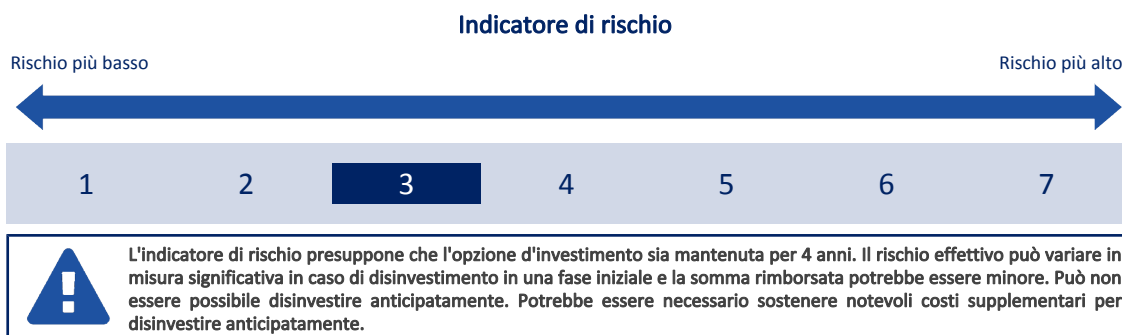 Indicatore di rischio
Rischio più basso
Rischio più alto
1 2 3 4 5 6 7
L'indicatore di rischio presuppone che l'opzione d'investimento sia mantenuta per 4 anni. Il rischio effettivo può variare in
misura significativa in caso di disinvestimento in una fase iniziale e la somma rimborsata potrebbe essere minore. Può non
essere possibile disinvestire anticipatamente. Potrebbe essere necessario sostenere notevoli costi supplementari per
disinvestire anticipatamente.